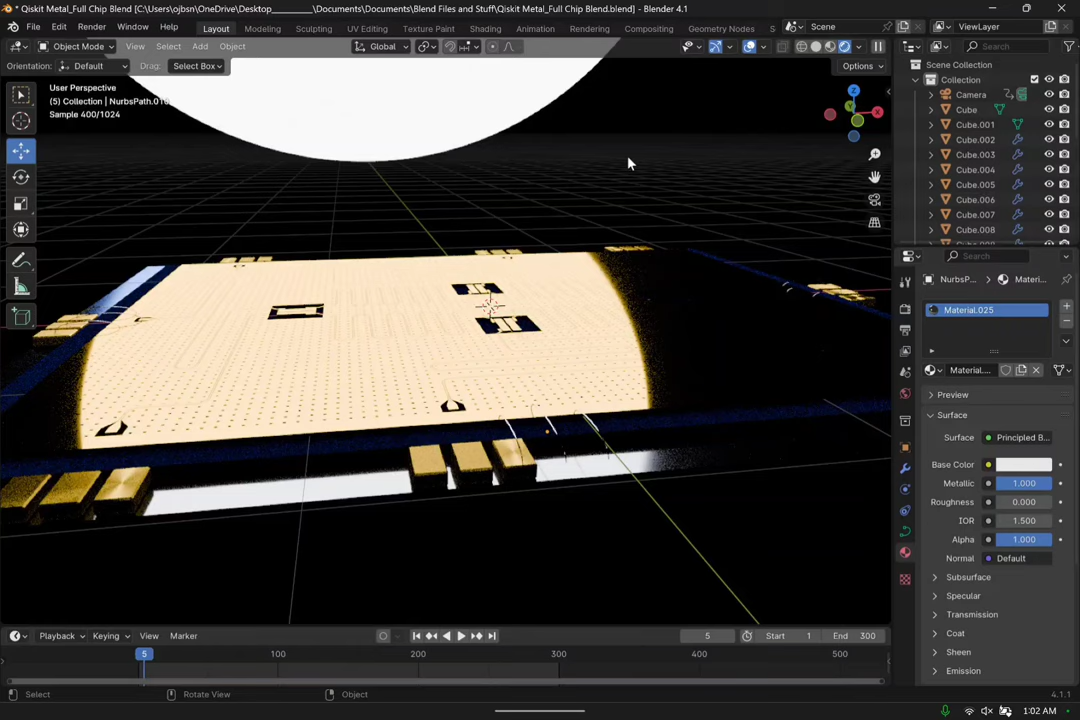 * Qiskit Metal_Full Chip Blend [C:\Users\ojbsn\OneDrive\Desktop_________\Documents\Documents\Blend Files and Stuff\Qiskit Metal_Full Chip Blend.blend] - Blender 4.1
File Edit Render Window Help Layout Modeling Sculpting UV Editing Texture Paint Shading Animation Rendering Compositing Geometry Nodes S Scene ViewLayer
Object Mode View Select Add Object Global Search
Orientation: Default Drag: Select Box Options
User Perspective
(5) Collection | NurbsPath.0
Sample 400/1024
Z
Y
X
Scene Collection
Collection
Camera
Cube
Cube.001
Cube.002
Cube.003
Cube.004
Cube.005
Cube.006
Cube.007
Cube.008
Search
NurbsP... Materi...
Material.025
Material....
Preview
Surface
Surface Principled B...
Base Color
Metallic 1.000
Roughness 0.000
IOR 1.500
Alpha 1.000
Normal Default
Subsurface
Specular
Transmission
Coat
Sheen
Emission
Playback Keying View Marker 5 Start 1 End 300
5 100 200 300 400 500
Select Rotate View Object 4.1.1
1:02 AM